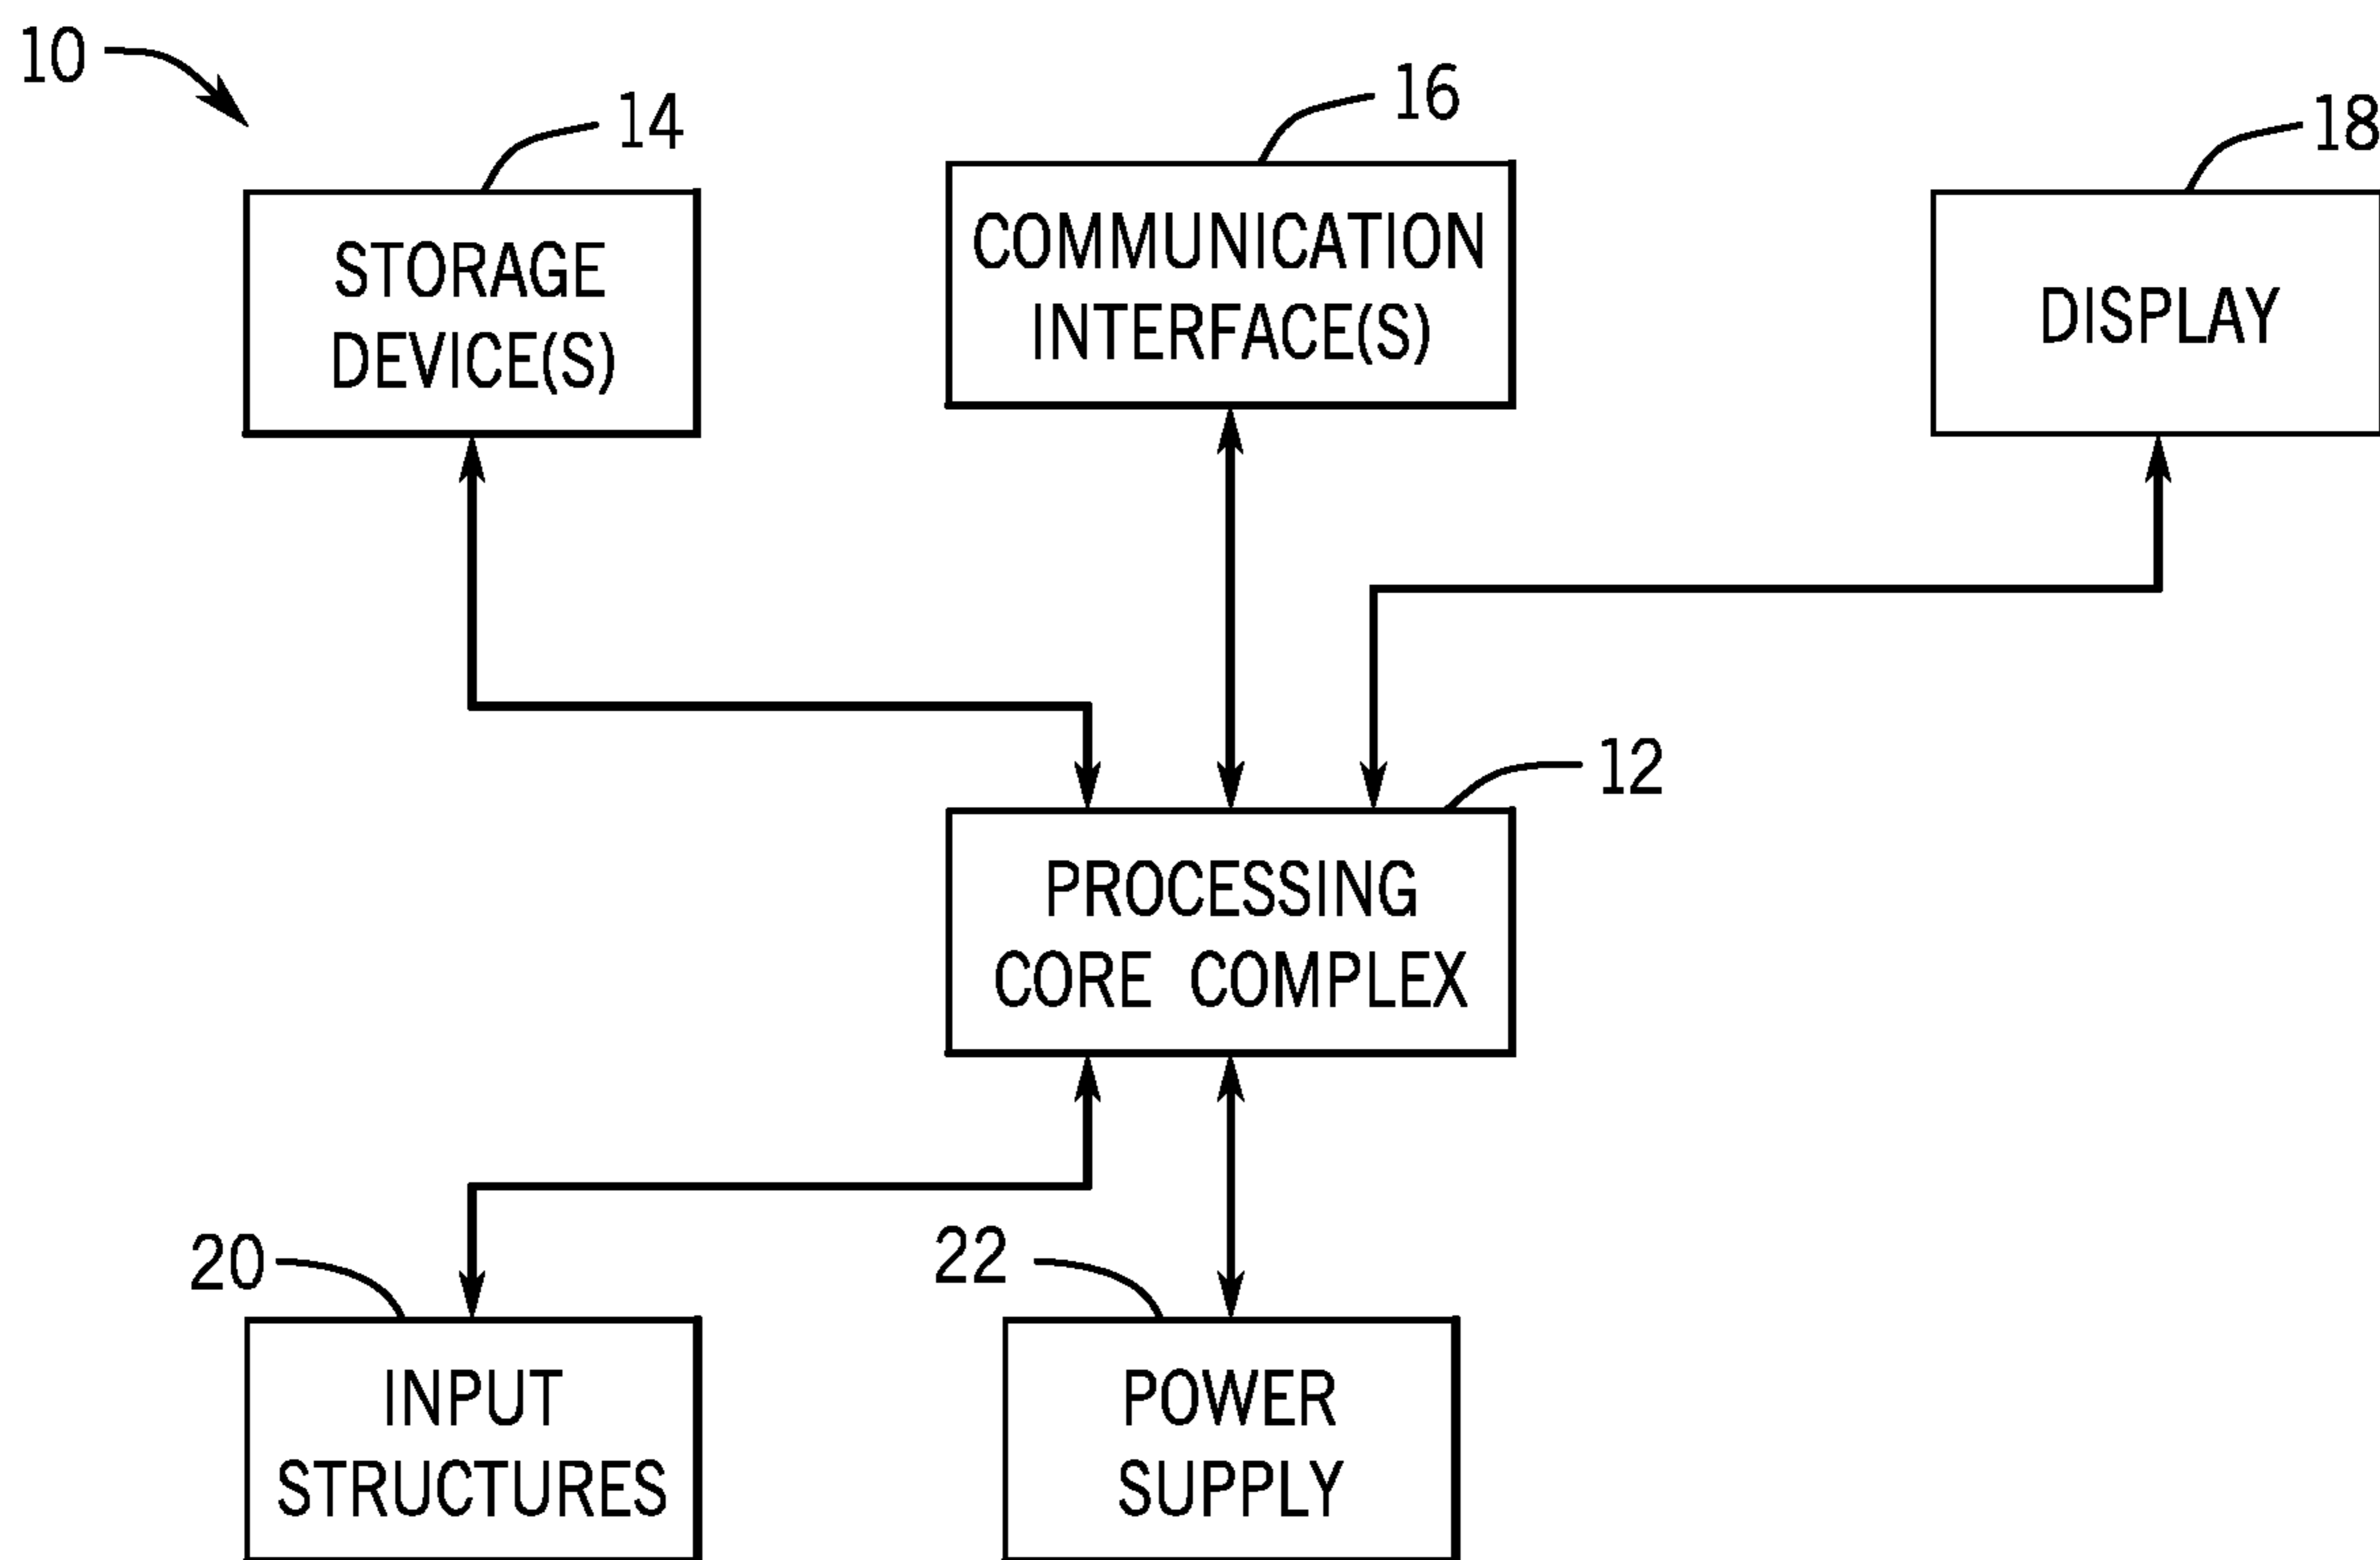 10
14
16
18
STORAGE
DEVICE(S)
COMMUNICATION
INTERFACE(S)
DISPLAY
12
PROCESSING
CORE COMPLEX
20
22
INPUT
STRUCTURES
POWER
SUPPLY